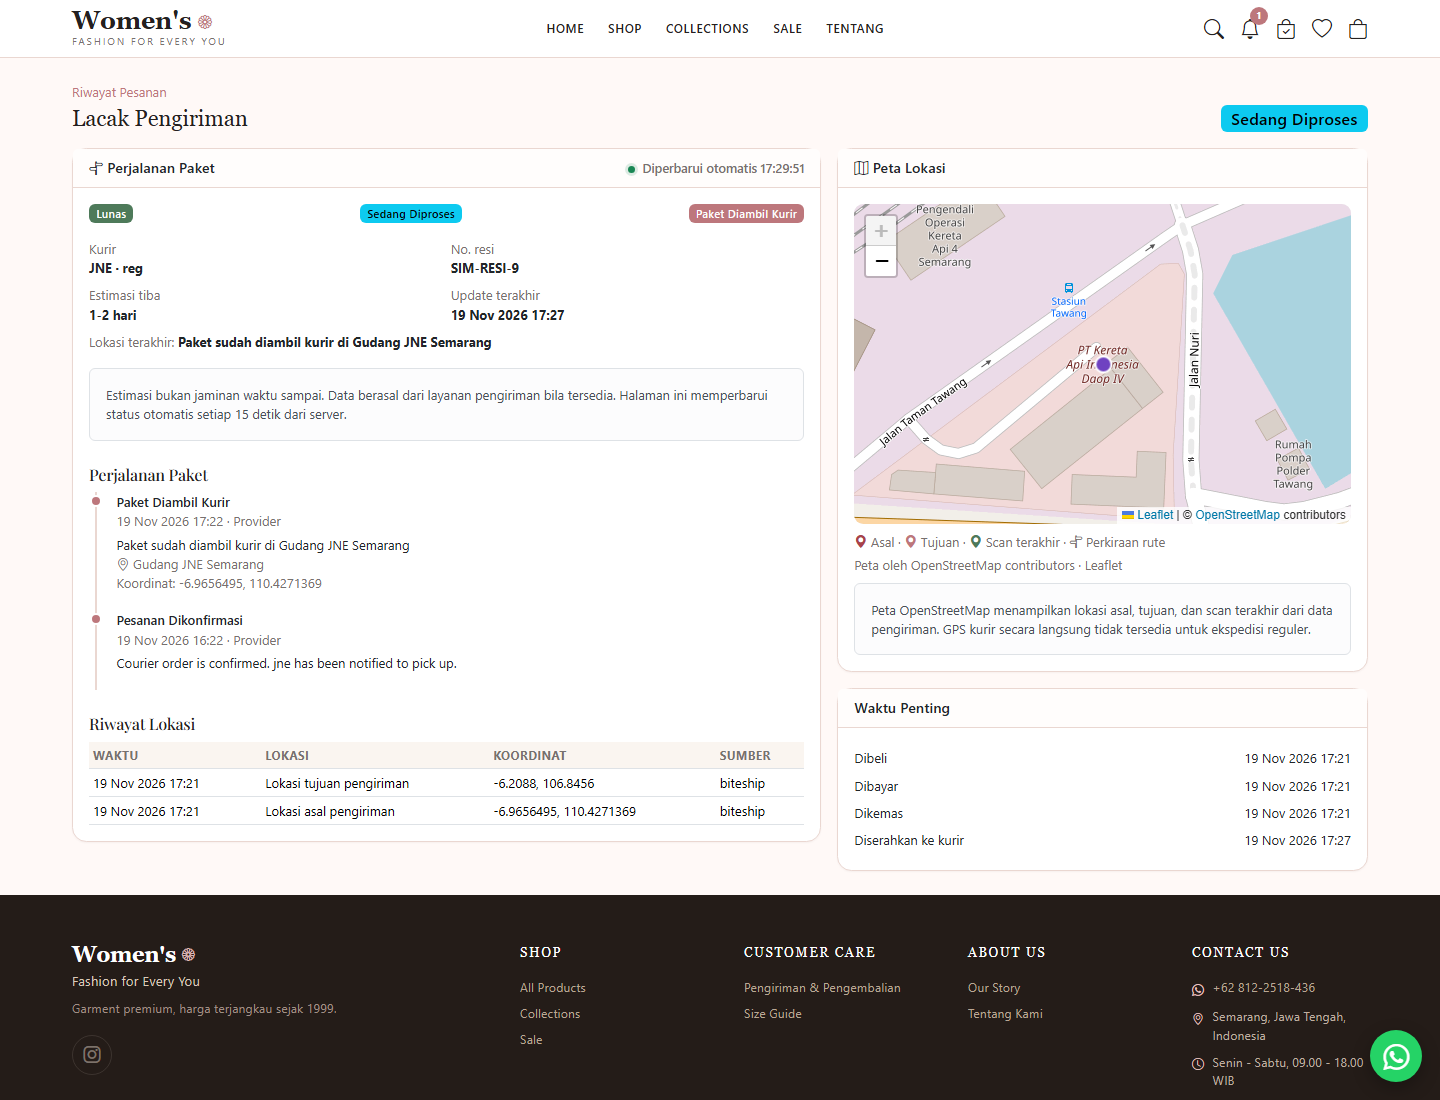 Women's
FASHION FOR EVERY YOU
HOME SHOP COLLECTIONS SALE TENTANG
1
Riwayat Pesanan
Lacak Pengiriman
Sedang Diproses
Perjalanan Paket
Diperbarui otomatis 17:29:51
Lunas
Sedang Diproses
Paket Diambil Kurir
Kurir
JNE · reg
No. resi
SIM-RESI-9
Estimasi tiba
1-2 hari
Update terakhir
19 Nov 2026 17:27
Lokasi terakhir: Paket sudah diambil kurir di Gudang JNE Semarang
Estimasi bukan jaminan waktu sampai. Data berasal dari layanan pengiriman bila tersedia. Halaman ini memperbarui
status otomatis setiap 15 detik dari server.
Perjalanan Paket
Paket Diambil Kurir
19 Nov 2026 17:22 · Provider
Paket sudah diambil kurir di Gudang JNE Semarang
Gudang JNE Semarang
Koordinat: -6.9656495, 110.4271369
Pesanan Dikonfirmasi
19 Nov 2026 16:22 · Provider
Courier order is confirmed. jne has been notified to pick up.
Riwayat Lokasi
WAKTU LOKASI KOORDINAT SUMBER
19 Nov 2026 17:21 Lokasi tujuan pengiriman -6.2088, 106.8456 biteship
19 Nov 2026 17:21 Lokasi asal pengiriman -6.9656495, 110.4271369 biteship
Peta Lokasi
+
−
Pengendali
Operasi
Kereta
Api 4
Semarang
Stasiun
Tawang
PT Kereta
Api
Daop IV
Jalan Nuri
Jalan Taman Tawang
Rumah
Pompa
Polder
Tawang
Leaflet | © OpenStreetMap contributors
Asal · Tujuan · Scan terakhir · Perkiraan rute
Peta oleh OpenStreetMap contributors · Leaflet
Peta OpenStreetMap menampilkan lokasi asal, tujuan, dan scan terakhir dari data
pengiriman. GPS kurir secara langsung tidak tersedia untuk ekspedisi reguler.
Waktu Penting
Dibeli 19 Nov 2026 17:21
Dibayar 19 Nov 2026 17:21
Dikemas 19 Nov 2026 17:21
Diserahkan ke kurir 19 Nov 2026 17:27
Women's
Fashion for Every You
Garment premium, harga terjangkau sejak 1999.
SHOP
All Products
Collections
Sale
CUSTOMER CARE
Pengiriman & Pengembalian
Size Guide
ABOUT US
Our Story
Tentang Kami
CONTACT US
+62 812-2518-436
Semarang, Jawa Tengah,
Indonesia
Senin - Sabtu, 09.00 - 18.00
WIB